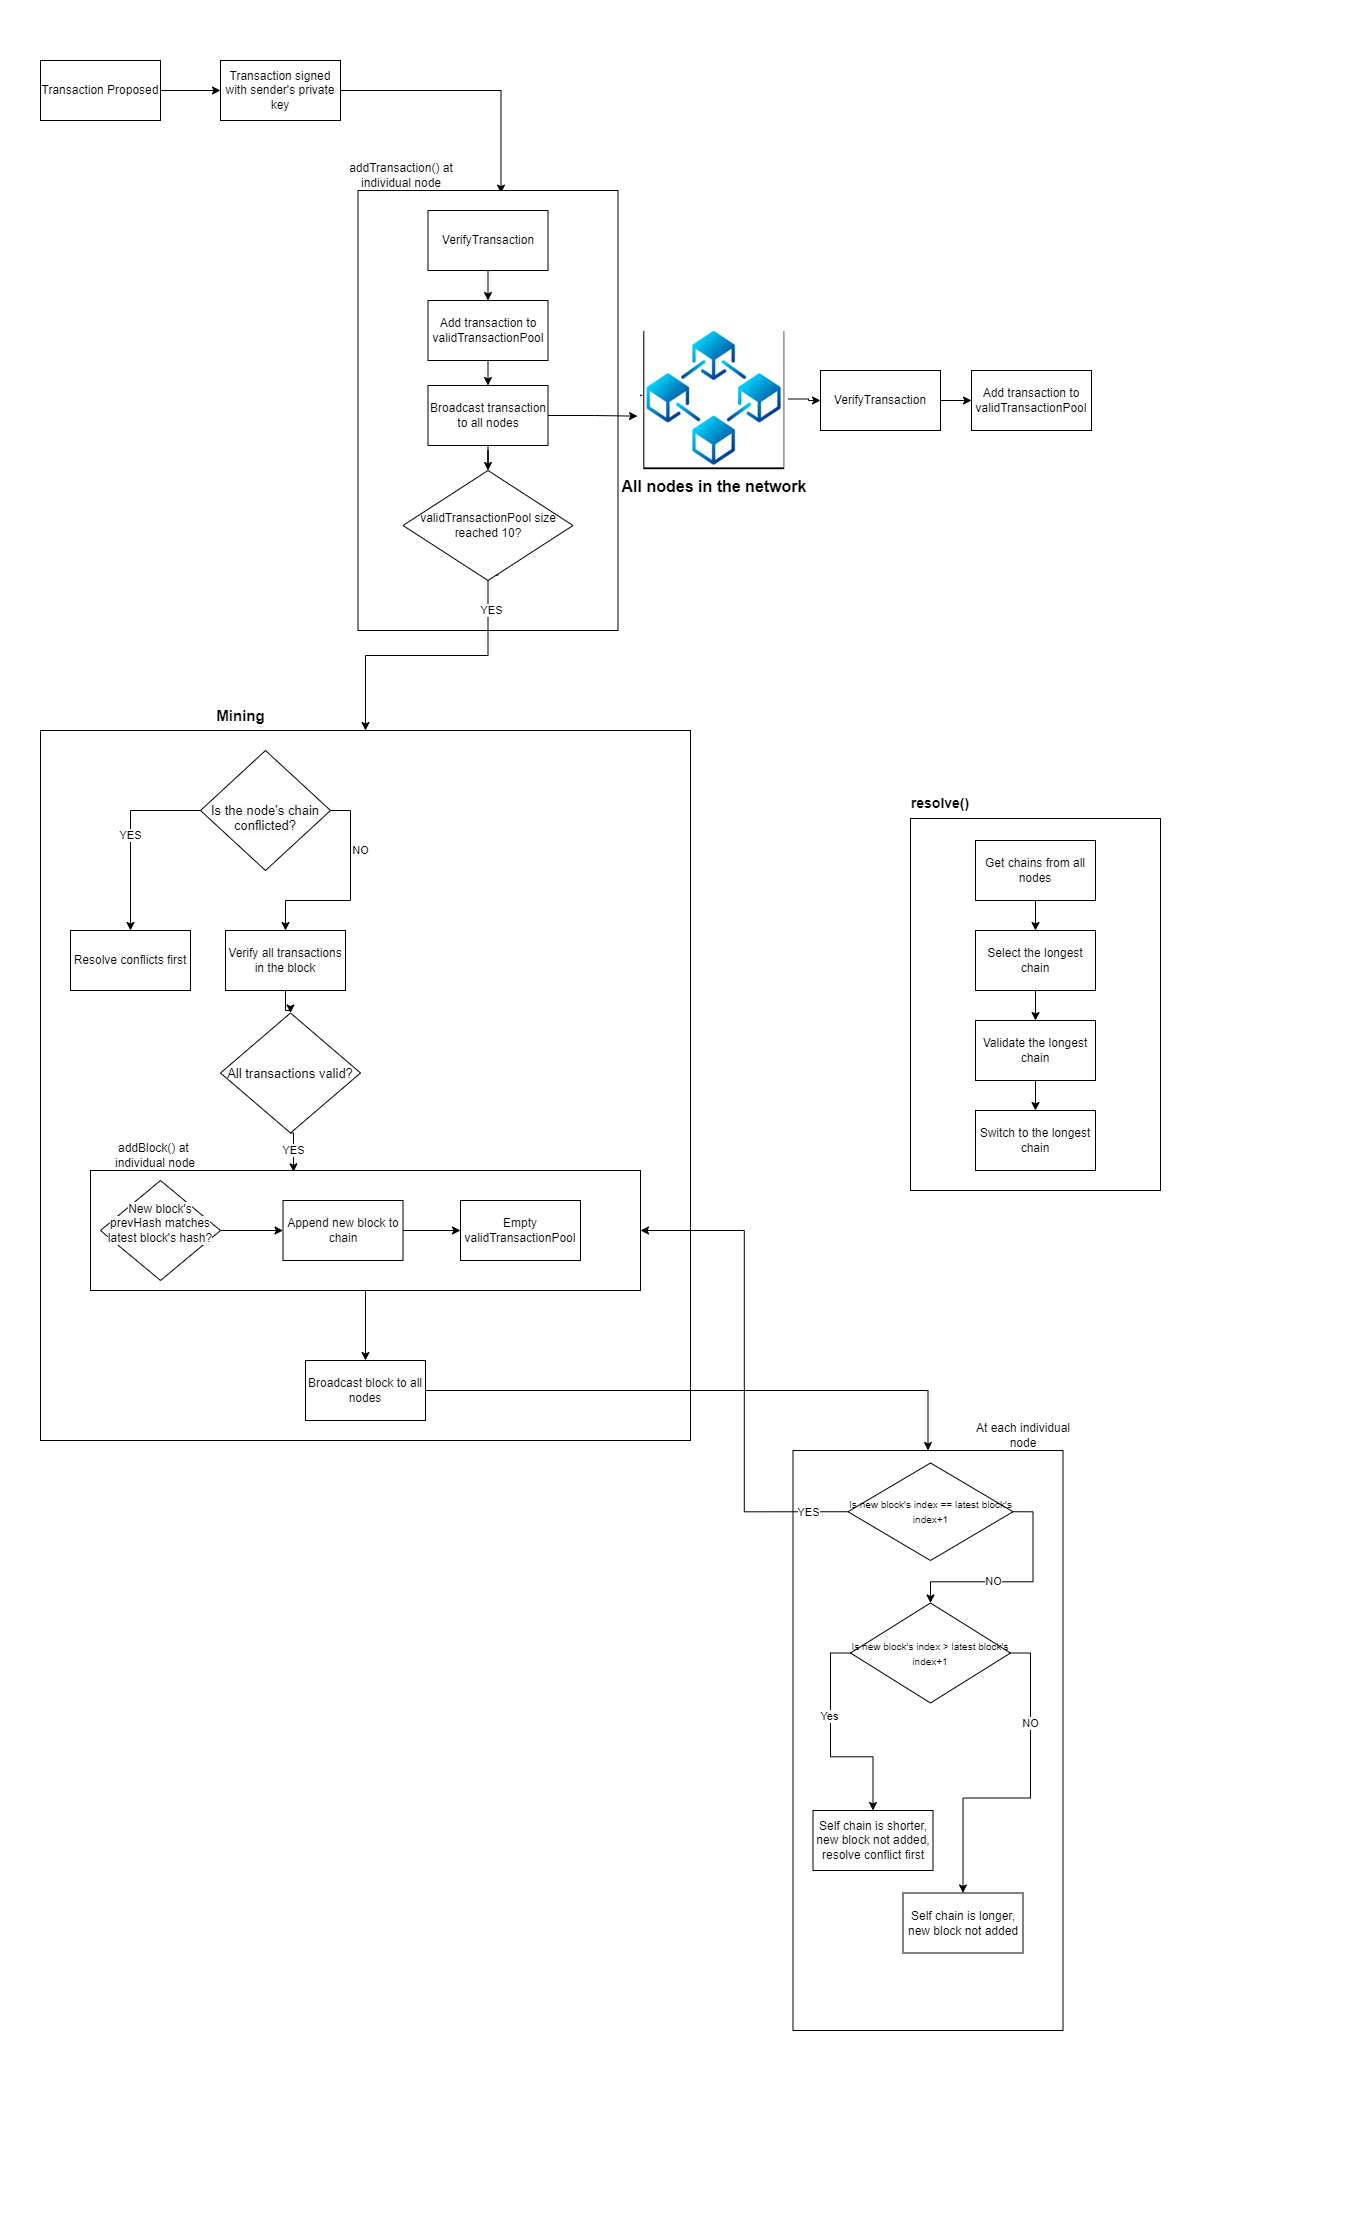 Transaction Proposed
Transaction signed
with sender's private
key
addTransaction() at
individual node
VerifyTransaction
Add transaction to
validTransactionPool
Broadcast transaction
to all nodes
All nodes in the network
VerifyTransaction
Add transaction to
validTransactionPool
validTransactionPool size
reached 10?
YES
Mining
Is the node's chain
conflicted?
YES
NO
Resolve conflicts first
Verify all transactions
in the block
All transactions valid?
YES
addBlock() at
individual node
New block's
prevHash matches
latest block's hash?
Append new block to
chain
Empty
validTransactionPool
Broadcast block to all
nodes
resolve()
Get chains from all
nodes
Select the longest
chain
Validate the longest
chain
Switch to the longest
chain
At each individual
node
Is new block's index == latest block's
index+1
YES
NO
Is new block's index > latest block's
index+1
Yes
NO
Self chain is shorter,
new block not added,
resolve conflict first
Self chain is longer,
new block not added